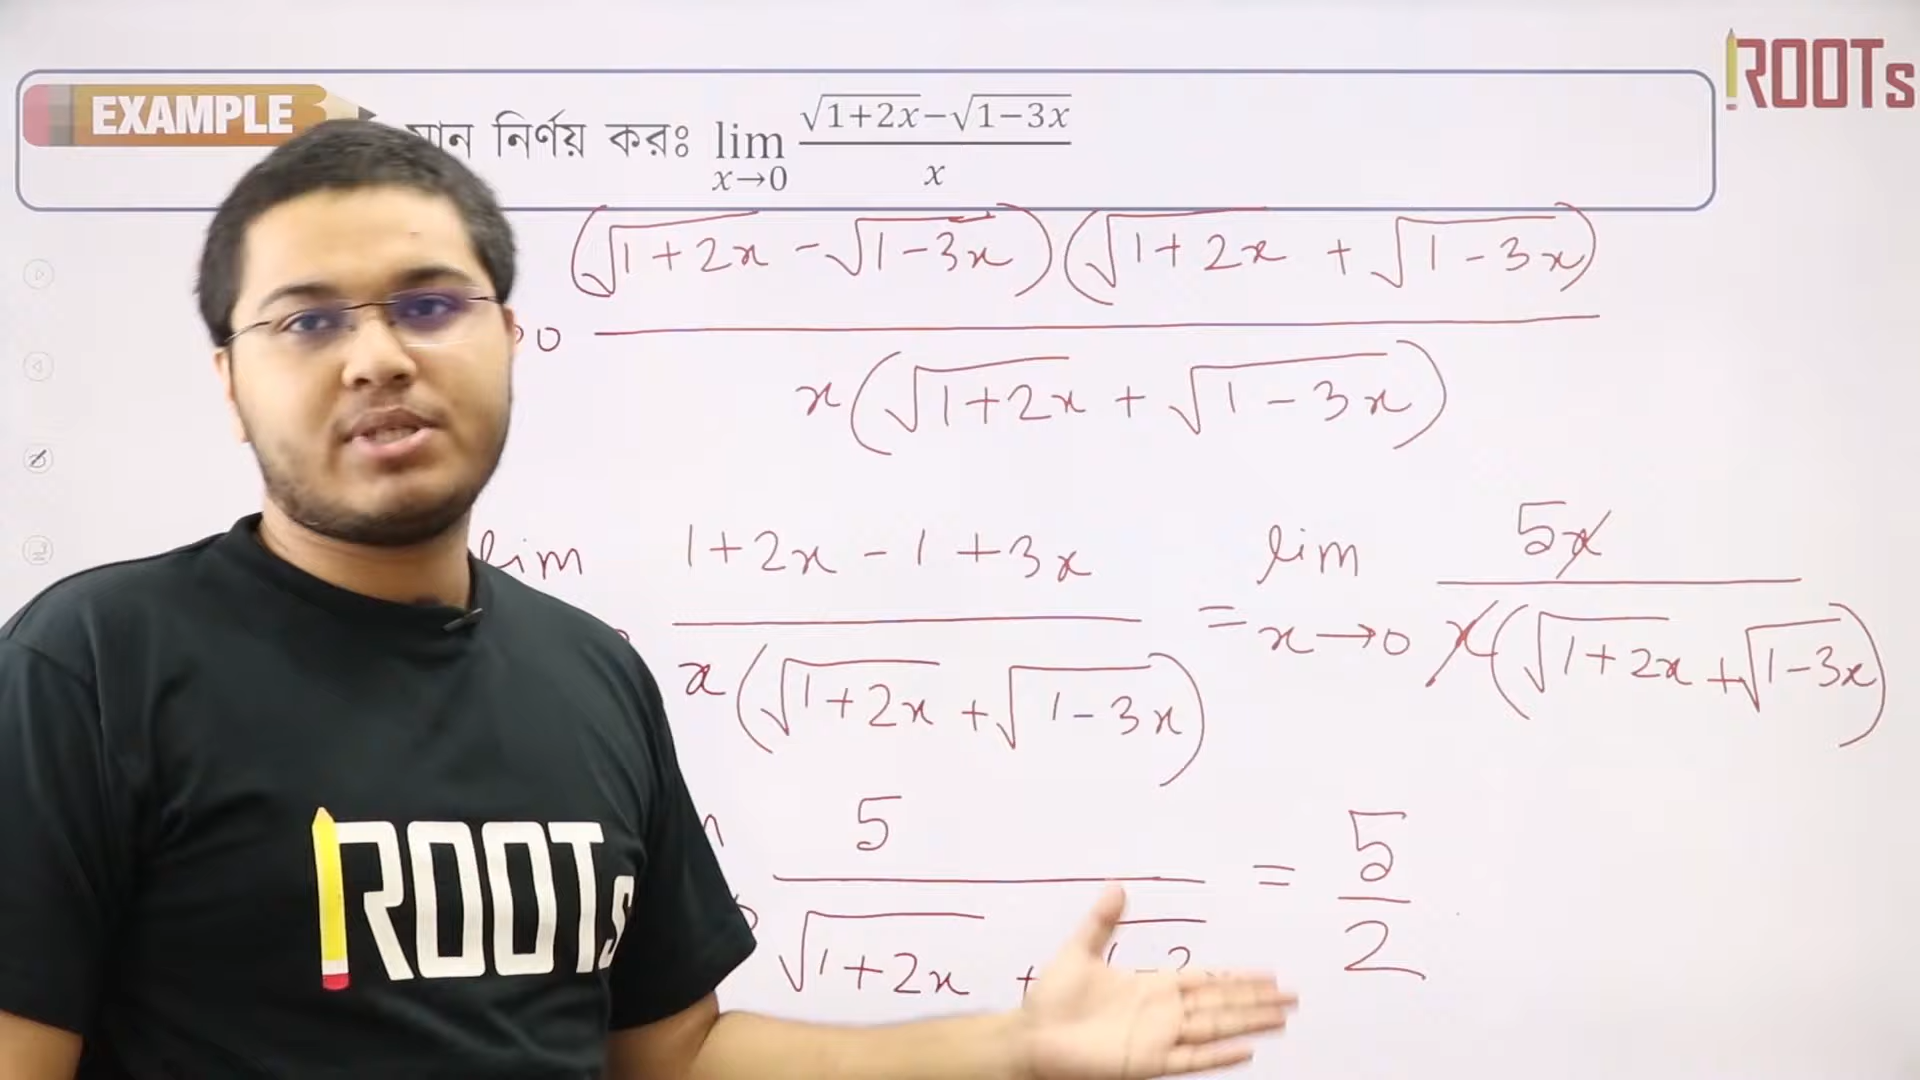 ROOTs
EXAMPLE
নির্ণয় করঃ lim x→0 (√(1+2x)−√(1−3x))/x
(√(1+2x) − √(1−3x)) (√(1+2x) + √(1−3x))
0
x(√(1+2x) + √(1−3x))
lim (1+2x−1+3x)/(x(√(1+2x) + √(1−3x))) = lim x→0 5x/(x(√(1+2x) + √(1−3x)))
5/(√(1+2x) + = 5/2
ROOTs